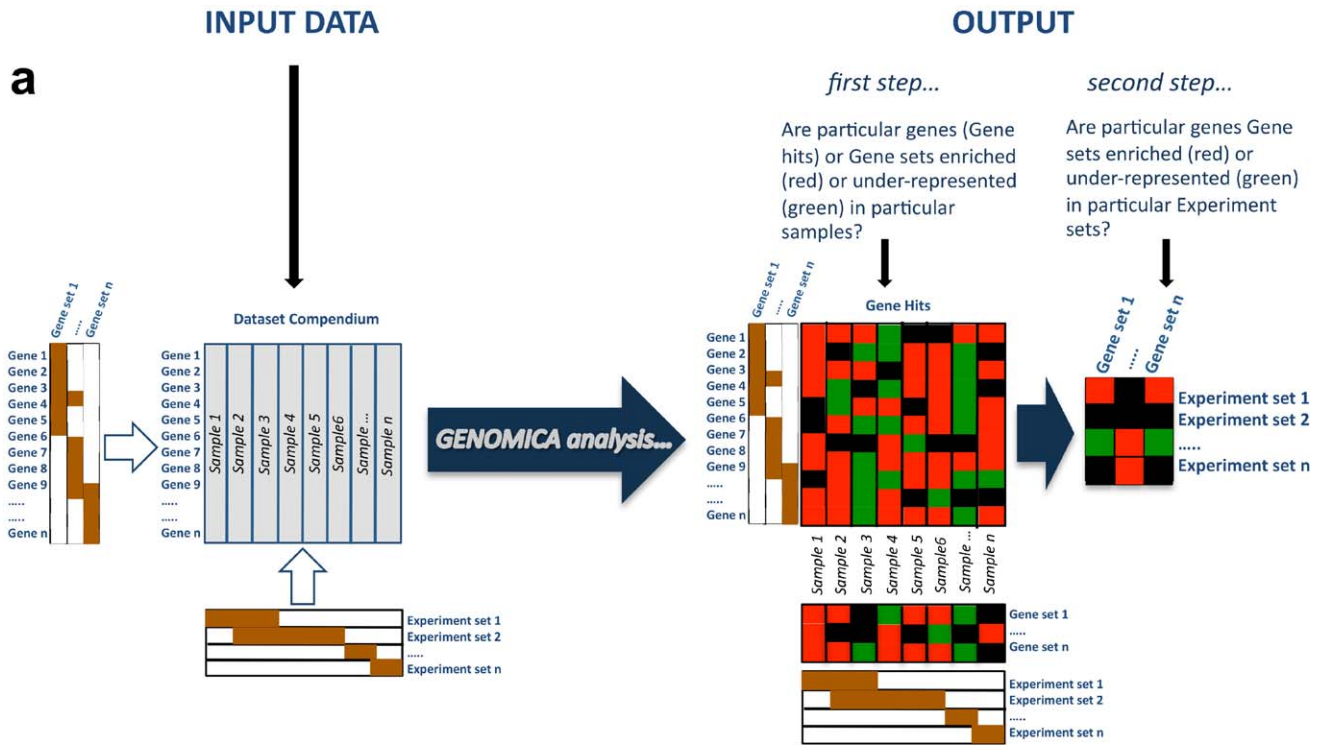 INPUT DATA
OUTPUT
a
first step...
second step...
Are particular genes (Gene
hits) or Gene sets enriched
(red) or under-represented
(green) in particular
samples?
Are particular genes Gene
sets enriched (red) or
under-represented (green)
in particular Experiment
sets?
Gene set 1
.....
Gene set n
Dataset Compendium
Gene 1
Gene 2
Gene 3
Gene 4
Gene 5
Gene 6
Gene 7
Gene 8
Gene 9
.....
.....
Gene n
Gene 1
Gene 2
Gene 3
Gene 4
Gene 5
Gene 6
Gene 7
Gene 8
Gene 9
.....
.....
Gene n
Sample 1
Sample 2
Sample 3
Sample 4
Sample 5
Sample6
Sample ...
Sample n
Experiment set 1
Experiment set 2
.....
Experiment set n
GENOMICA analysis...
Gene set 1
.....
Gene set n
Gene Hits
Gene 1
Gene 2
Gene 3
Gene 4
Gene 5
Gene 6
Gene 7
Gene 8
Gene 9
.....
.....
Gene n
Sample 1
Sample 2
Sample 3
Sample 4
Sample 5
Sample6
Sample ...
Sample n
Gene set 1
.....
Gene set n
Experiment set 1
Experiment set 2
.....
Experiment set n
Gene set 1
.....
Gene set n
Experiment set 1
Experiment set 2
.....
Experiment set n